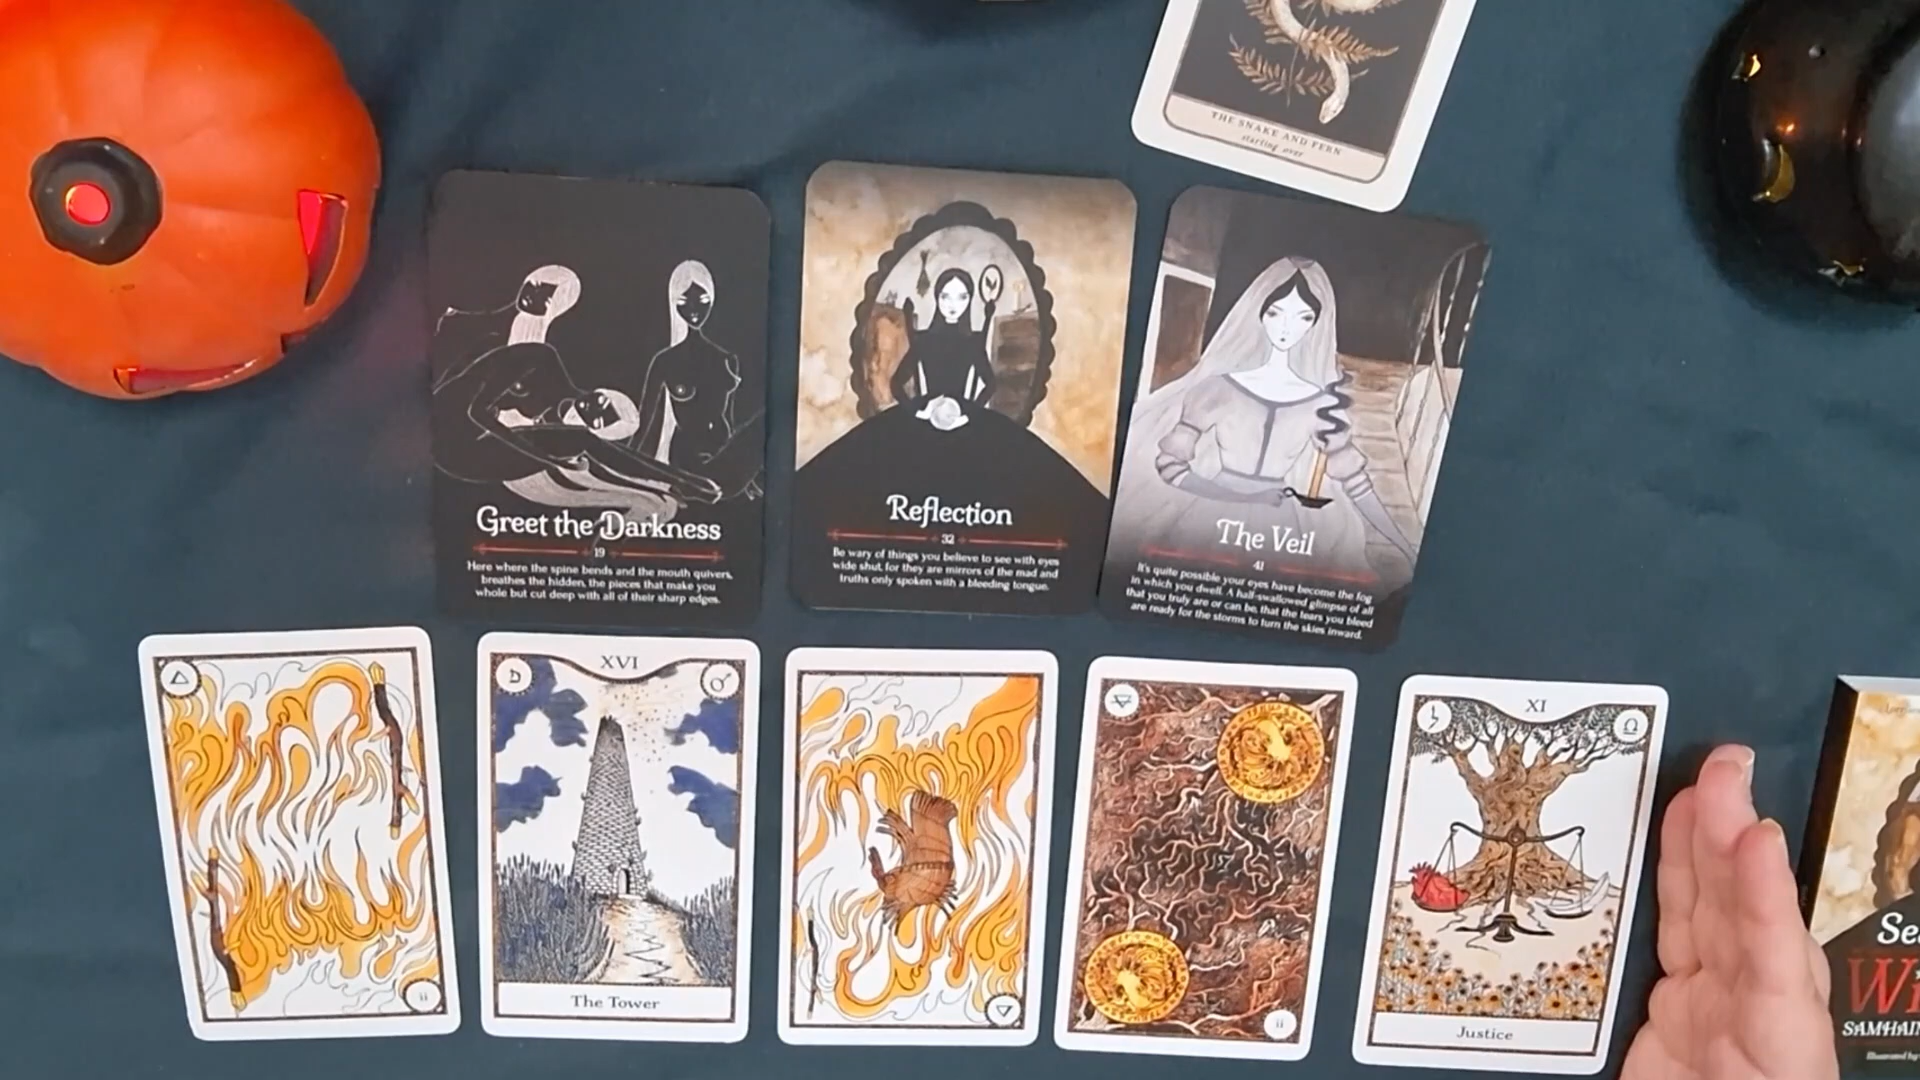 THE SNAKE AND FERN
starting over
Greet the Darkness
19
Here where the spine bends and the mouth quivers,
breathes the hidden, the pieces that make you
whole but cut deep with all of their sharp edges.
Reflection
32
Be wary of things you believe to see with eyes
wide shut, for they are mirrors of the mad and
truths only spoken with a bleeding tongue.
The Veil
41
It's quite possible your eyes have become the fog
in which you dwell. A half-swallowed glimpse of all
that you truly are or can be, that the tears you bleed
are ready for the storms to turn the skies inward.
ii
XVI
The Tower
ii
XI
Justice
Se
Wi
SAMHAIN
Illustrated by